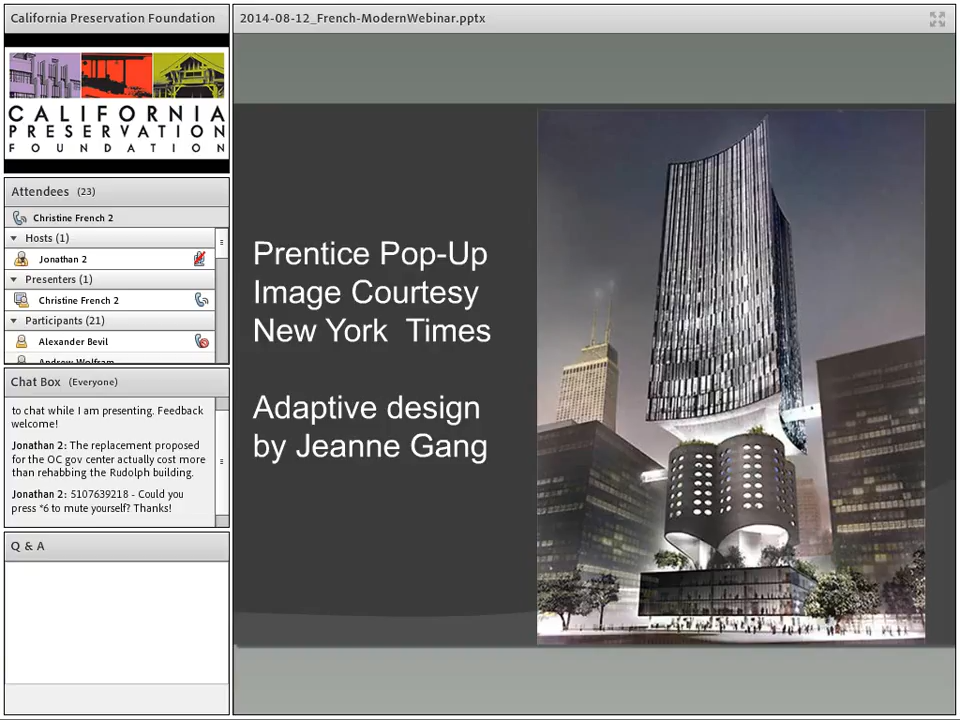 California Preservation Foundation
CALIFORNIA
PRESERVATION
FOUNDATION
Attendees (23)
Christine French 2
Hosts (1)
Jonathan 2
Presenters (1)
Christine French 2
Participants (21)
Alexander Bevil
Andrew Wolfram
Chat Box (Everyone)
to chat while I am presenting. Feedback
welcome!
Jonathan 2: The replacement proposed
for the OC gov center actually cost more
than rehabbing the Rudolph building.
Jonathan 2: 5107639218 - Could you
press *6 to mute yourself? Thanks!
Q & A
2014-08-12_French-ModernWebinar.pptx
Prentice Pop-Up
Image Courtesy
New York Times
Adaptive design
by Jeanne Gang